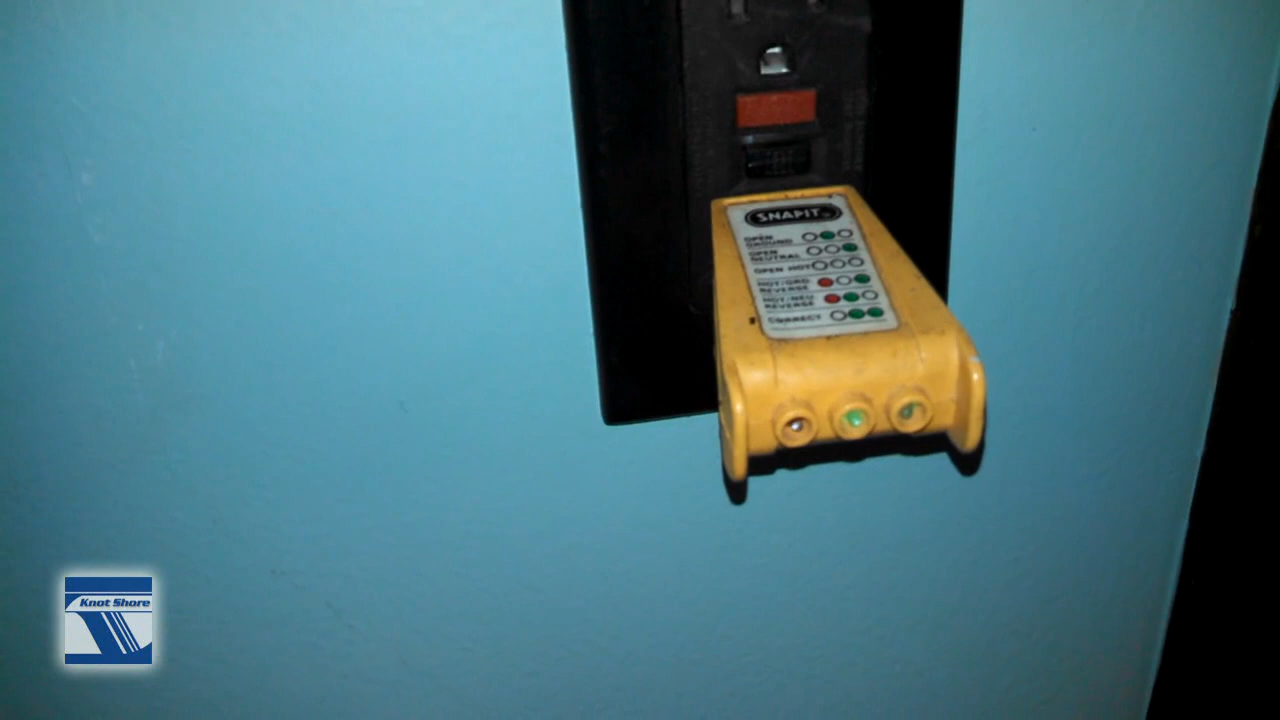 SNAPIT
OPEN
GROUND
OPEN
NEUTRAL
OPEN HOT
HOT/GRD
REVERSE
HOT/NEU
REVERSE
CORRECT
Knot Shore